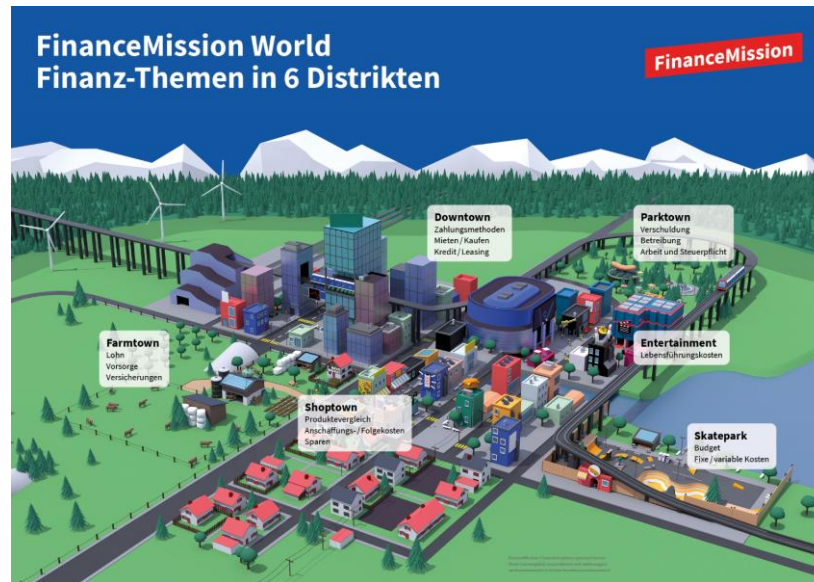 FinanceMission World
Finanz-Themen in 6 Distrikten
FinanceMission
Downtown
Zahlungsmethoden
Mieten / Kaufen
Kredit / Leasing
Parktown
Verschuldung
Betreibung
Arbeit und Steuerpflicht
Farmtown
Lohn
Vorsorge
Versicherungen
Entertainment
Lebensführungskosten
Shoptown
Produktevergleich
Anschaffungs- / Folgekosten
Sparen
Skatepark
Budget
Fixe / variable Kosten